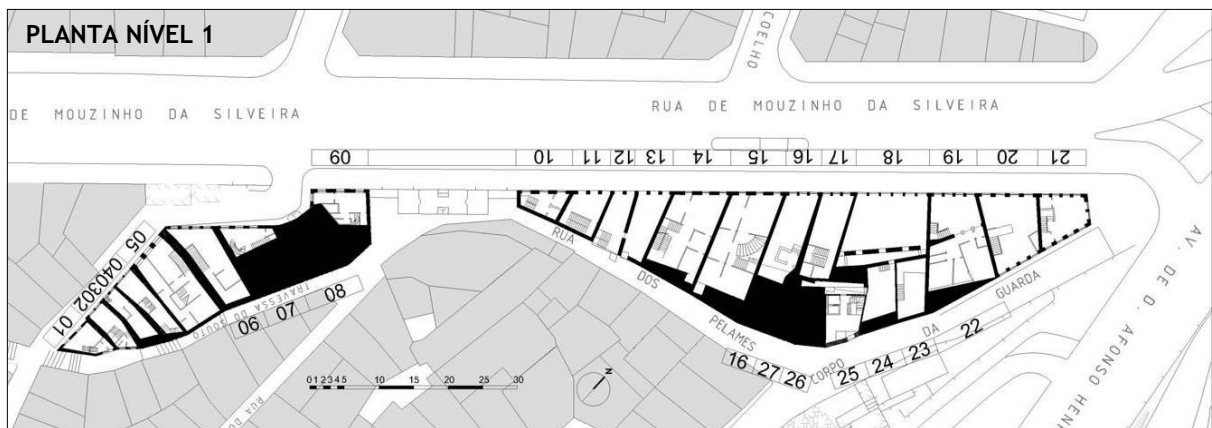 PLANTA NÍVEL 1
COELHO
DE MOUZINHO DA SILVEIRA
RUA DE MOUZINHO DA SILVEIRA
09
10
11
12
13
14
15
16
17
18
19
20
21
05
040302
01
TRAVESSA DO SOUTO
06
07
08
RUA DOS PELAMES
CORPO DA GUARDA
16
27
26
25
24
23
22
AV. DE D. AFONSO HENR
RUA DO
0 1 2 3 4 5 10 15 20 25 30
N